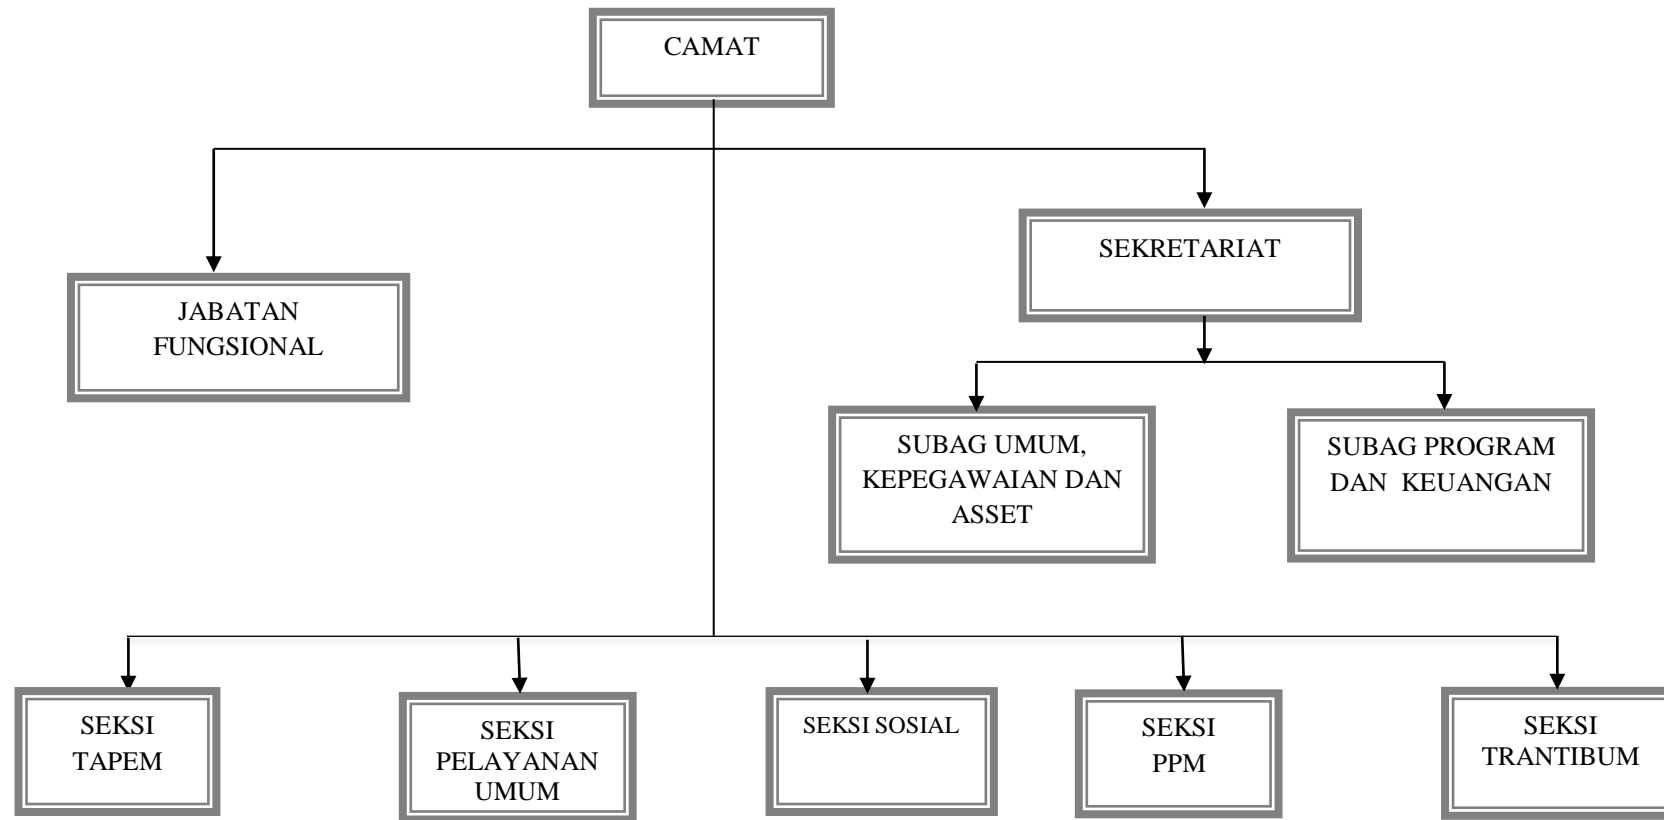 CAMAT
SEKRETARIAT
JABATAN
FUNGSIONAL
SUBAG UMUM,
KEPEGAWAIAN DAN
ASSET
SUBAG PROGRAM
DAN KEUANGAN
SEKSI
TAPEM
SEKSI
PELAYANAN
UMUM
SEKSI SOSIAL
SEKSI
PPM
SEKSI
TRANTIBUM